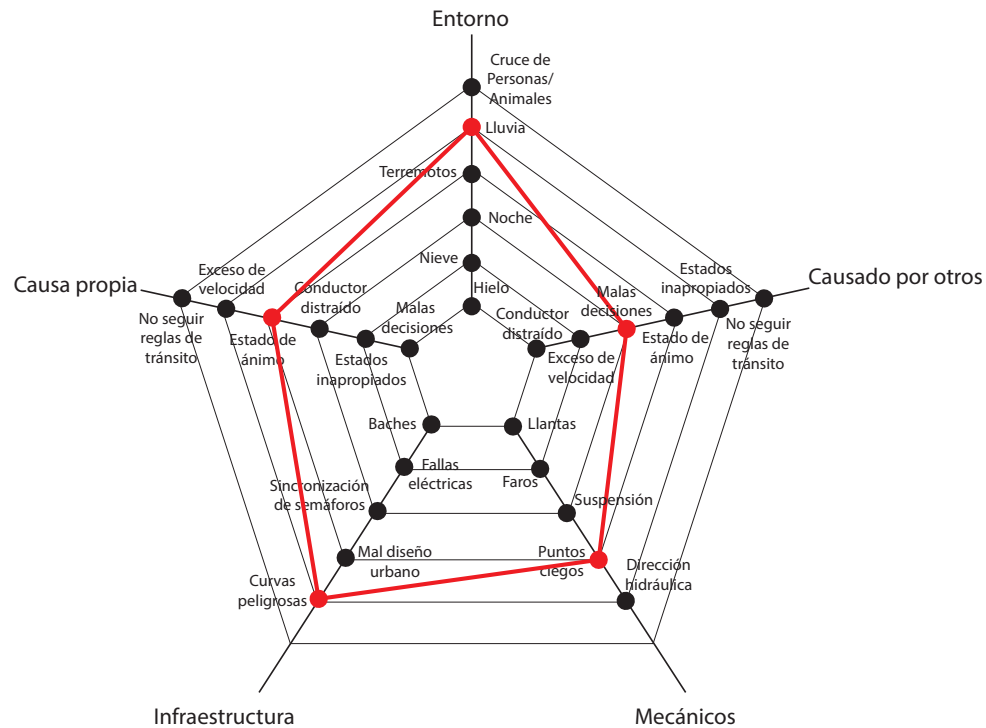 Entorno
Cruce de
Personas/
Animales
Lluvia
Terremotos
Noche
Nieve
Hielo
Causa propia
Exceso de
velocidad
No seguir
reglas de
tránsito
Estado de
ánimo
Conductor
distraído
Estados
inapropiados
Malas
decisiones
Causado por otros
Conductor
distraído
Exceso de
velocidad
Malas
decisiones
Estado de
ánimo
Estados
inapropiados
No seguir
reglas de
tránsito
Baches
Fallas
eléctricas
Sincronización
de semáforos
Mal diseño
urbano
Curvas
peligrosas
Infraestructura
Llantas
Faros
Suspensión
Puntos
ciegos
Dirección
hidráulica
Mecánicos